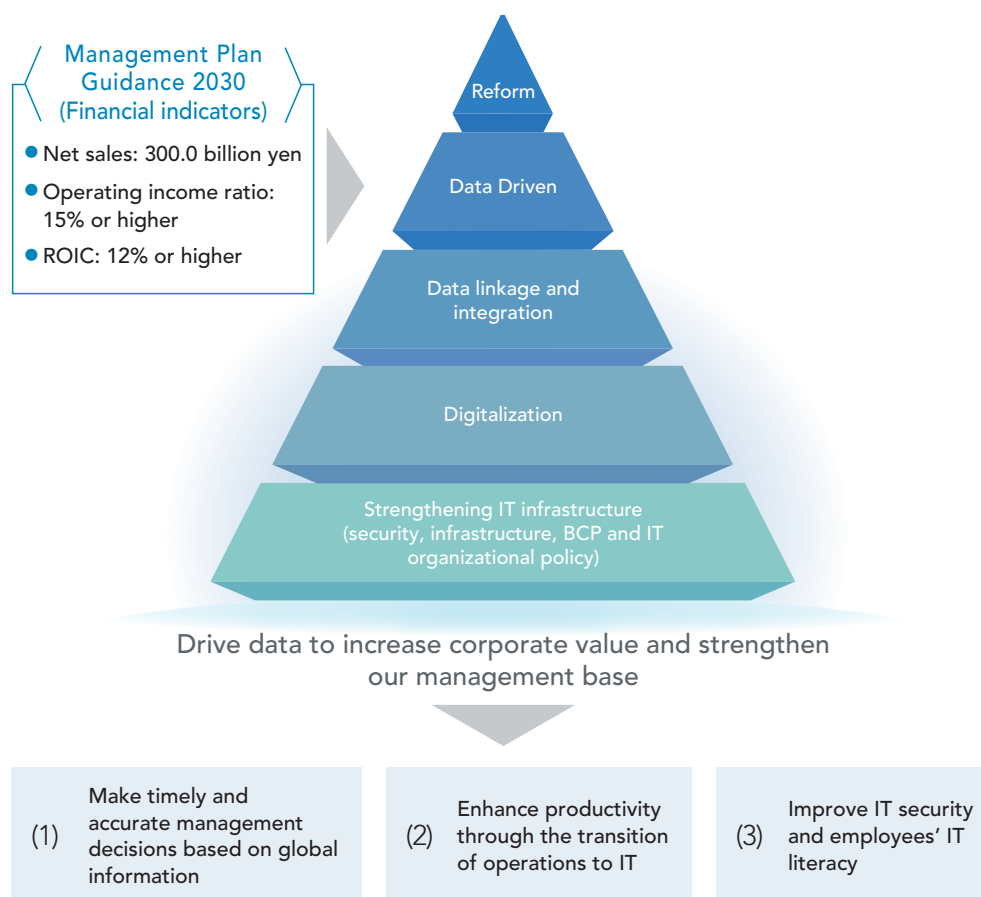 Management Plan
Guidance 2030
(Financial indicators)
● Net sales: 300.0 billion yen
● Operating income ratio:
15% or higher
● ROIC: 12% or higher
Reform
Data Driven
Data linkage and
integration
Digitalization
Strengthening IT infrastructure
(security, infrastructure, BCP and IT
organizational policy)
Drive data to increase corporate value and strengthen
our management base
(1)
Make timely and
accurate management
decisions based on global
information
(2)
Enhance productivity
through the transition
of operations to IT
(3)
Improve IT security
and employees’ IT
literacy